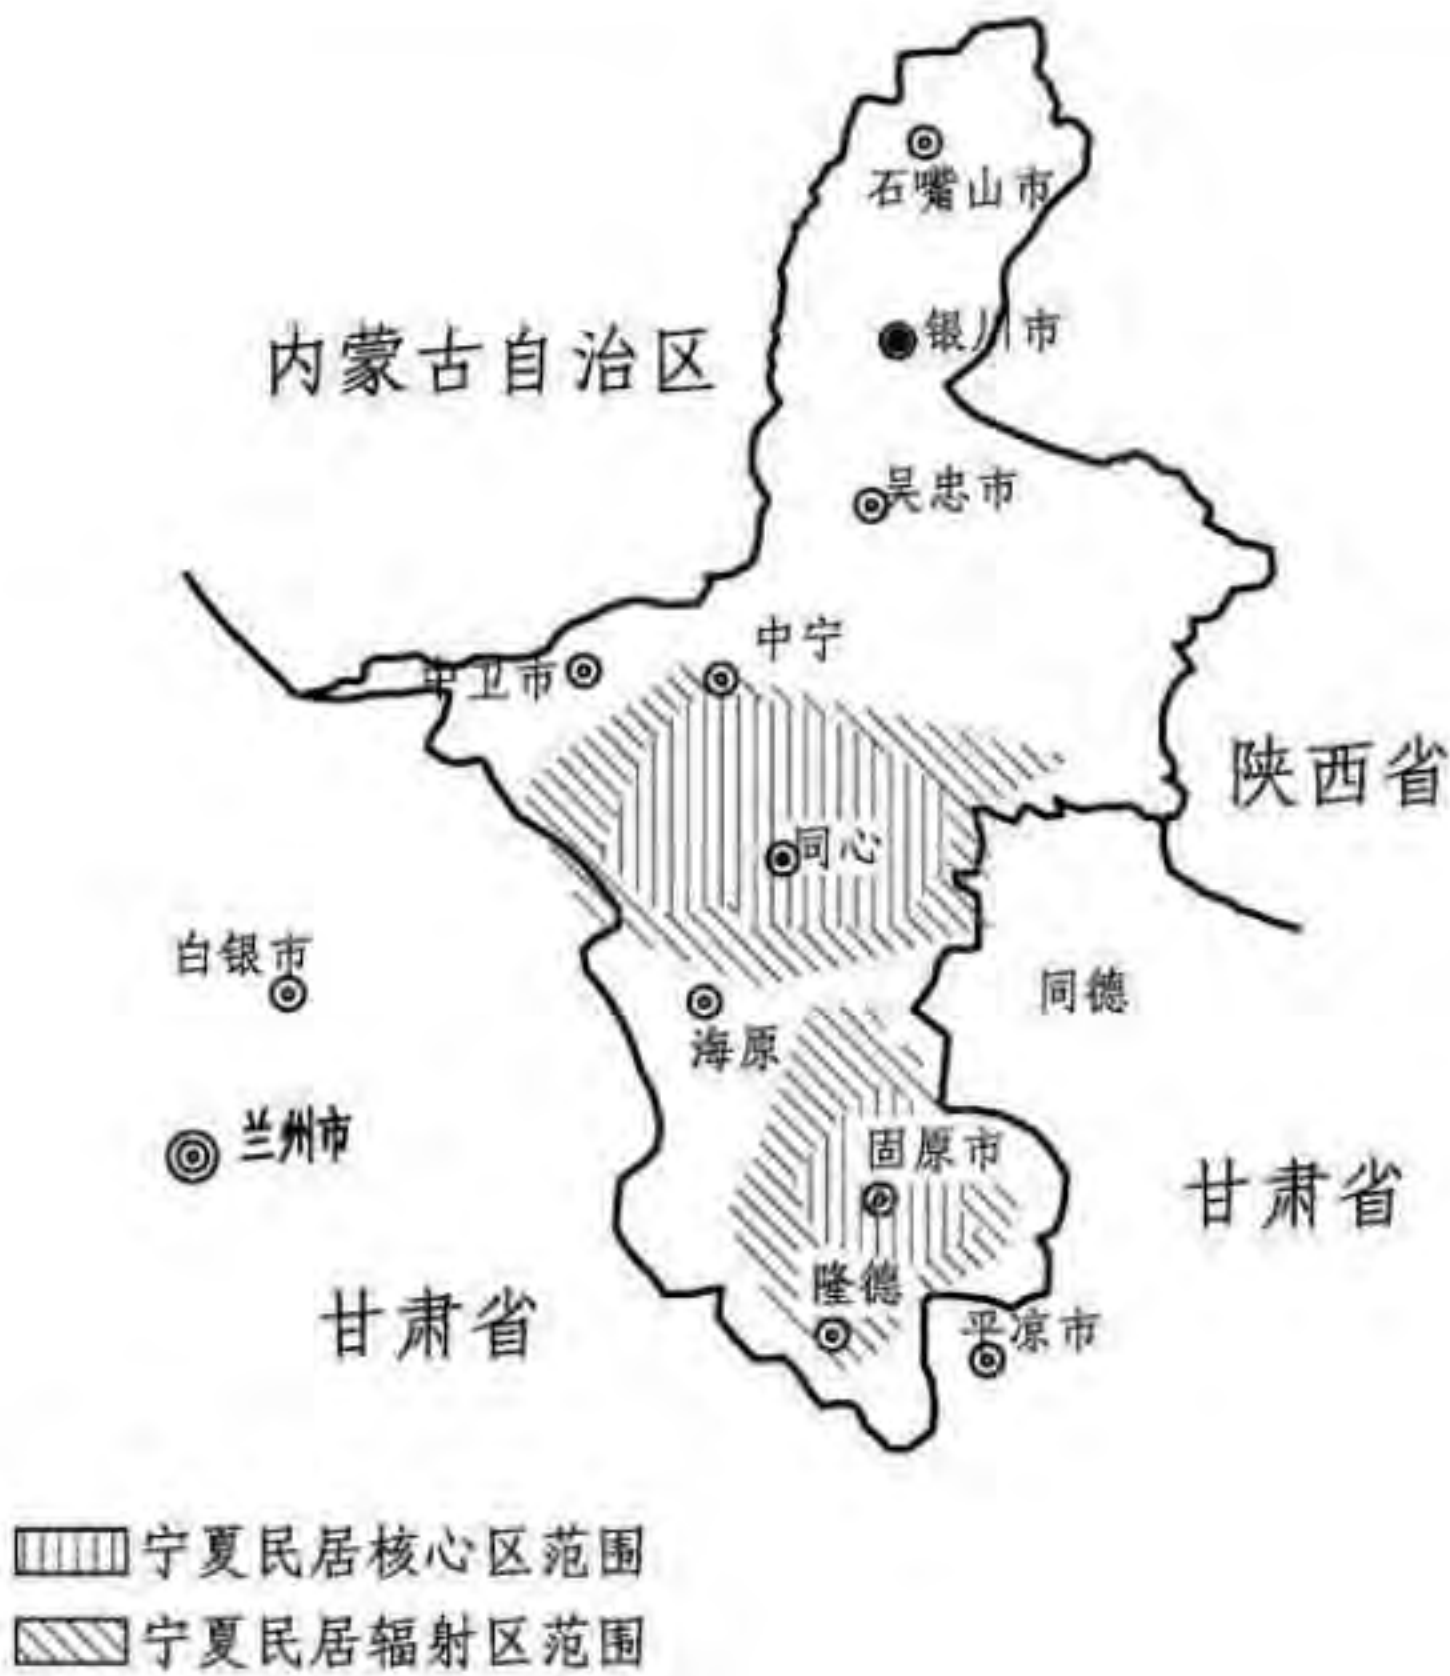 石嘴山市
银川市
内蒙古自治区
吴忠市
中宁
中卫市
陕西省
同心
白银市
同德
海原
兰州市
固原市
甘肃省
隆德
甘肃省
平凉市
宁夏民居核心区范围
宁夏民居辐射区范围